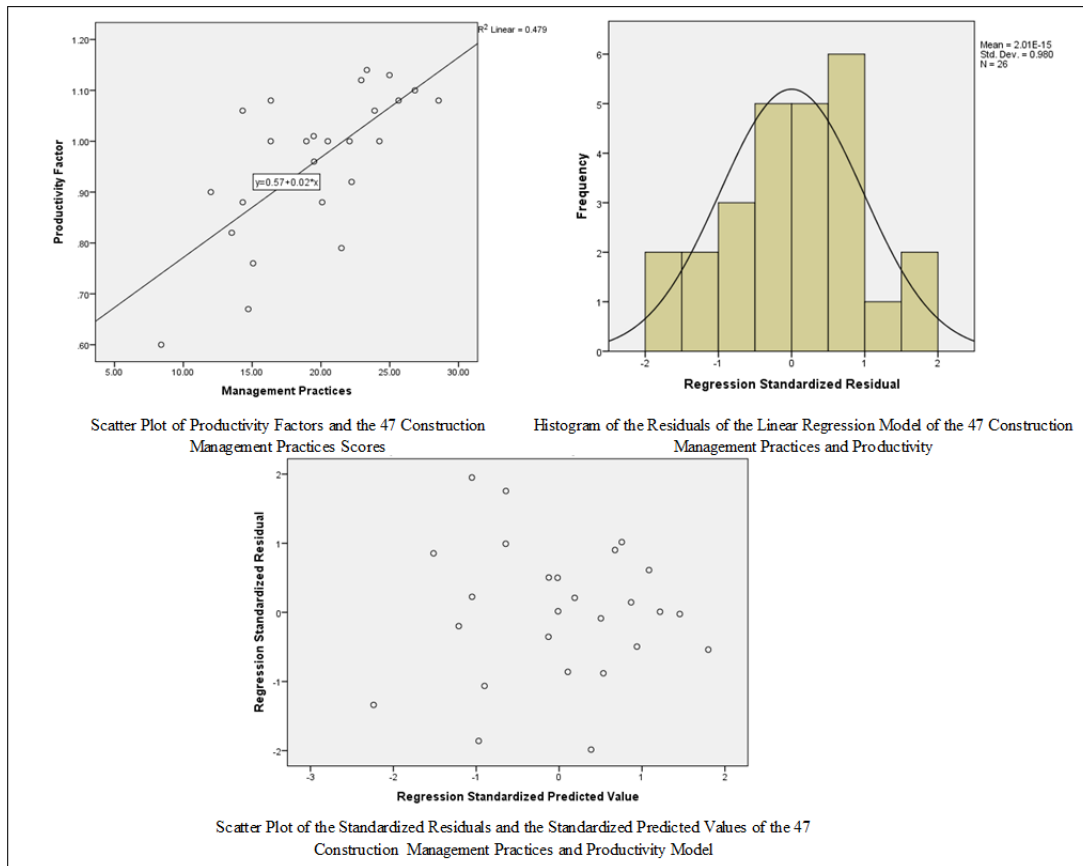 R² Linear = 0.479
1.20
1.10
1.00
.90
.80
.70
.60
Productivity Factor
y=0.57+0.02*x
5.00 10.00 15.00 20.00 25.00 30.00
Management Practices
Scatter Plot of Productivity Factors and the 47 Construction
Management Practices Scores
Mean = 2.01E-15
Std. Dev. = 0.980
N = 26
6
5
4
3
2
1
0
Frequency
-2 -1 0 1 2
Regression Standardized Residual
Histogram of the Residuals of the Linear Regression Model of the 47 Construction
Management Practices and Productivity
2
1
0
-1
-2
Regression Standardized Residual
-3 -2 -1 0 1 2
Regression Standardized Predicted Value
Scatter Plot of the Standardized Residuals and the Standardized Predicted Values of the 47
Construction Management Practices and Productivity Model